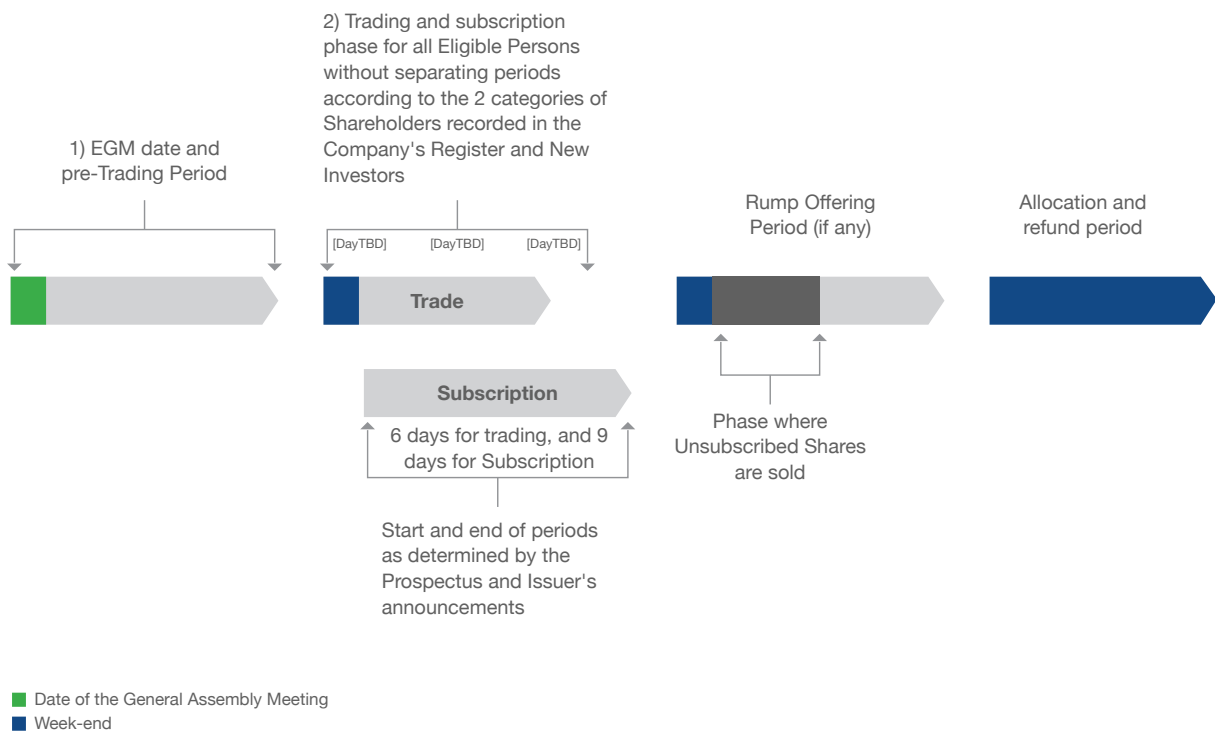 1) EGM date and
pre-Trading Period
2) Trading and subscription
phase for all Eligible Persons
without separating periods
according to the 2 categories of
Shareholders recorded in the
Company's Register and New
Investors
[DayTBD]
[DayTBD]
[DayTBD]
Trade
Subscription
6 days for trading, and 9
days for Subscription
Start and end of periods
as determined by the
Prospectus and Issuer's
announcements
Rump Offering
Period (if any)
Phase where
Unsubscribed Shares
are sold
Allocation and
refund period
Date of the General Assembly Meeting
Week-end